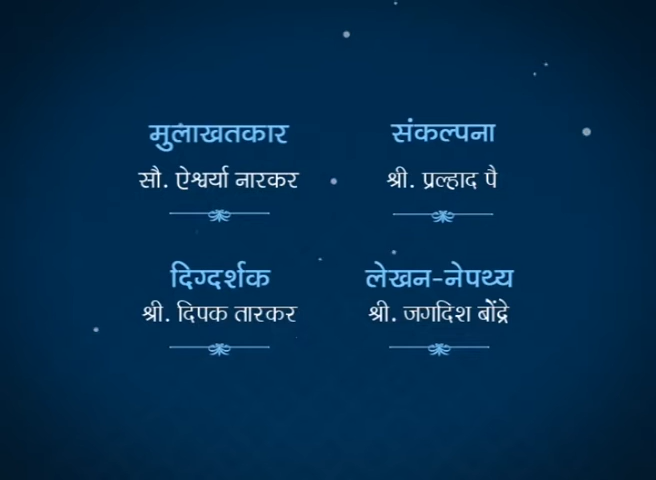 मुलाखतकार
सौ. ऐश्वर्या नारकर
संकल्पना
श्री. प्रल्हाद पै
दिग्दर्शक
श्री. दिपक तारकर
लेखन-नेपथ्य
श्री. जगदिश बोंद्रे